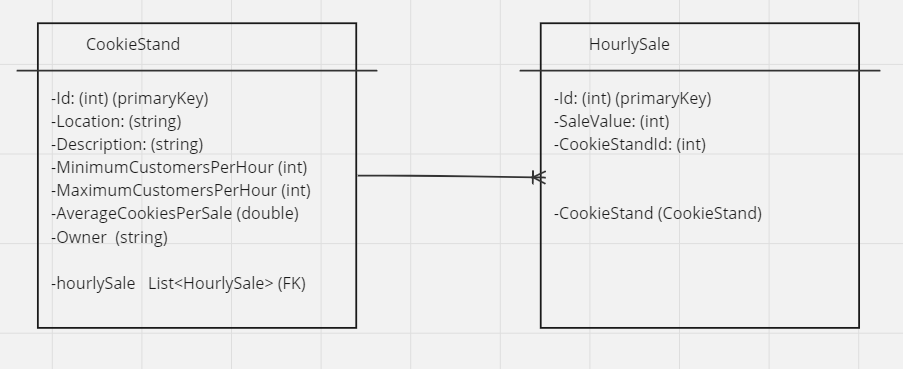 CookieStand
-Id: (int) (primaryKey)
-Location: (string)
-Description: (string)
-MinimumCustomersPerHour (int)
-MaximumCustomersPerHour (int)
-AverageCookiesPerSale (double)
-Owner (string)
-hourlySale List<HourlySale> (FK)
HourlySale
-Id: (int) (primaryKey)
-SaleValue: (int)
-CookieStandId: (int)
-CookieStand (CookieStand)